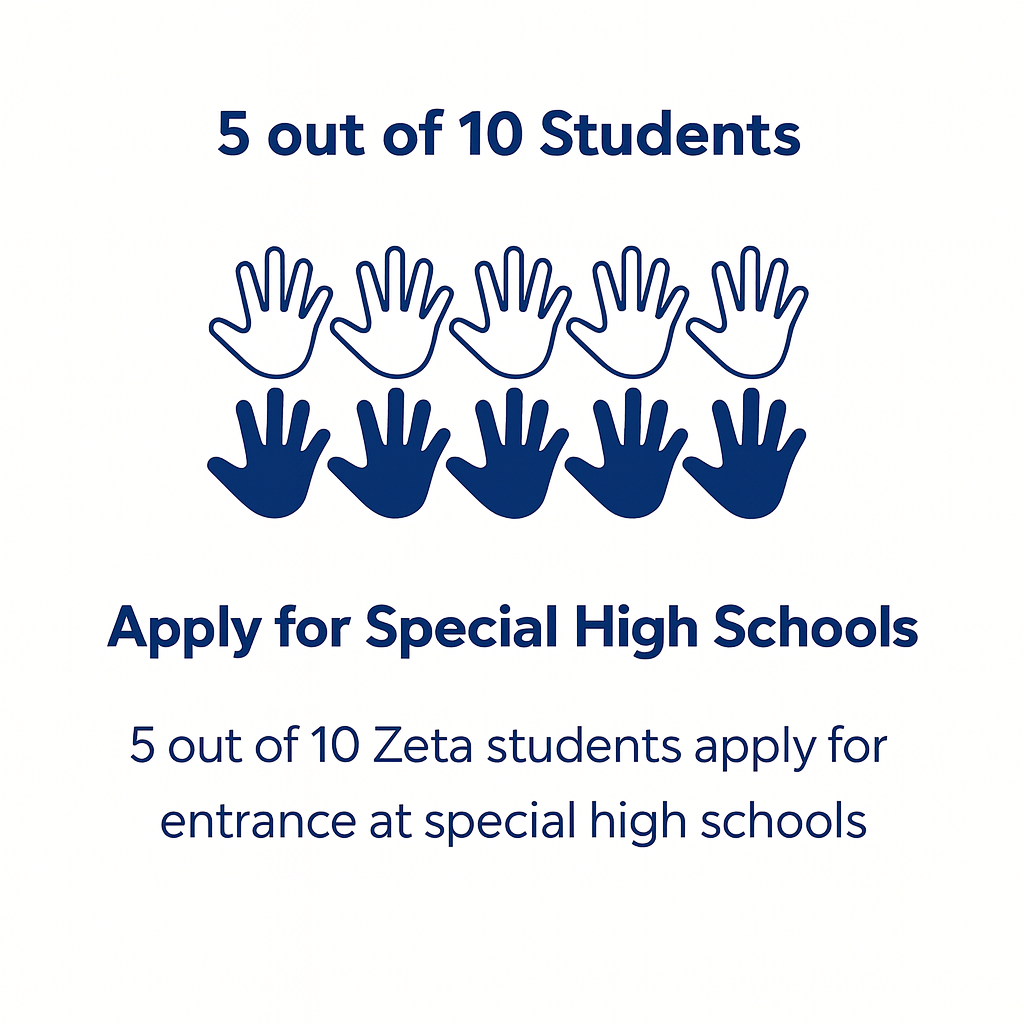 5 out of 10 Students
Apply for Special High Schools
5 out of 10 Zeta students apply for
entrance at special high schools